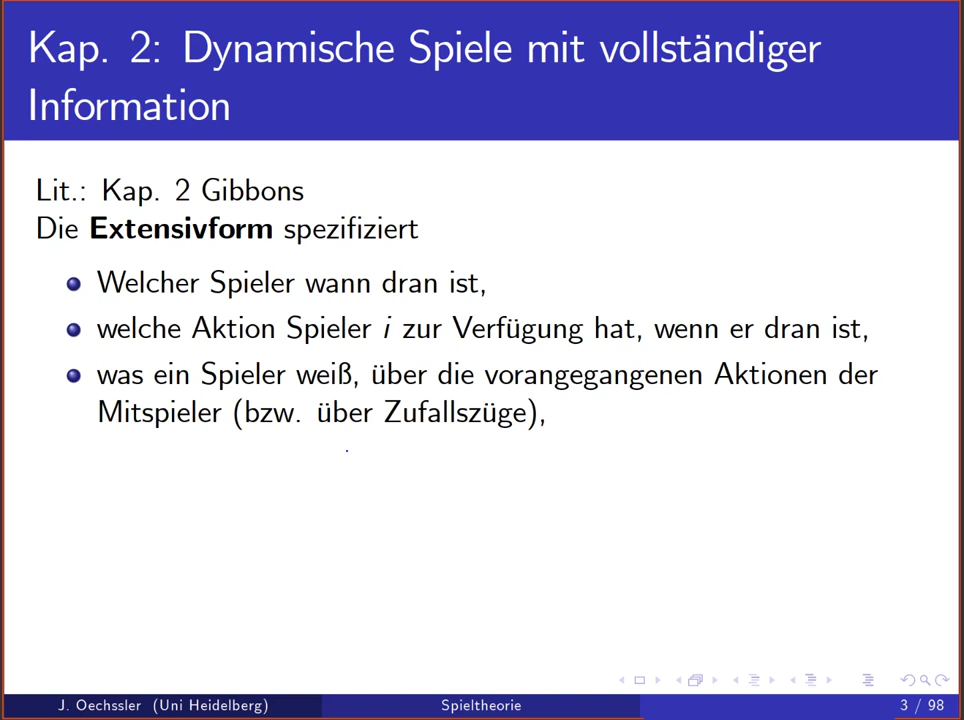 Kap. 2: Dynamische Spiele mit vollständiger
Information
Lit.: Kap. 2 Gibbons
Die Extensivform spezifiziert
Welcher Spieler wann dran ist,
welche Aktion Spieler i zur Verfügung hat, wenn er dran ist,
was ein Spieler weiß, über die vorangegangenen Aktionen der
Mitspieler (bzw. über Zufallszüge),
J. Oechssler (Uni Heidelberg) Spieltheorie 3 / 98